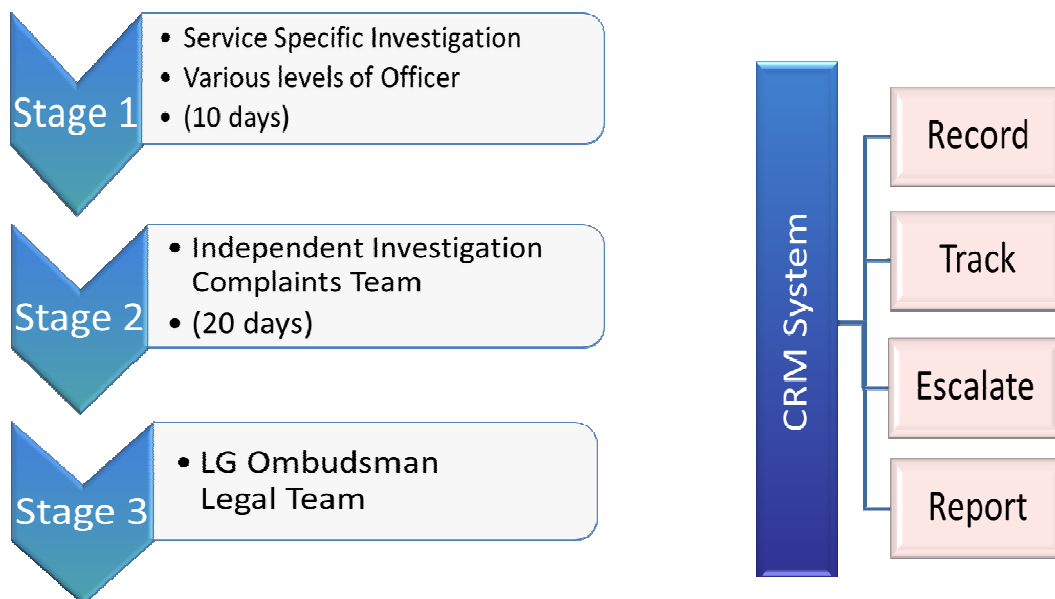 Stage 1
• Service Specific Investigation
• Various levels of Officer
• (10 days)
Stage 2
• Independent Investigation
Complaints Team
• (20 days)
Stage 3
• LG Ombudsman
Legal Team
CRM System
Record
Track
Escalate
Report